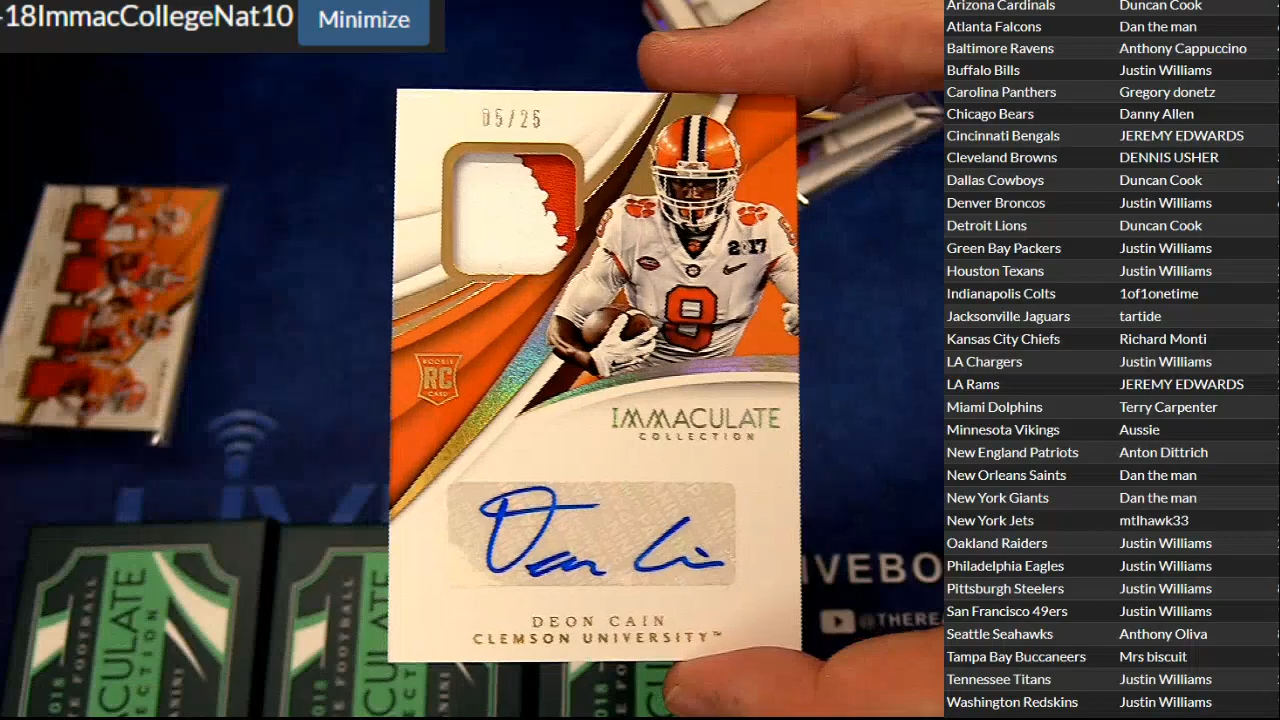 -18ImmacCollegeNat10
Minimize
05/25
2017
8
ROOKIE
RC
CARD
IMMACULATE
COLLECTION
DEON CAIN
CLEMSON UNIVERSITY™
IVEBO
@THEREA
Arizona Cardinals Duncan Cook
Atlanta Falcons Dan the man
Baltimore Ravens Anthony Cappuccino
Buffalo Bills Justin Williams
Carolina Panthers Gregory donetz
Chicago Bears Danny Allen
Cincinnati Bengals JEREMY EDWARDS
Cleveland Browns DENNIS USHER
Dallas Cowboys Duncan Cook
Denver Broncos Justin Williams
Detroit Lions Duncan Cook
Green Bay Packers Justin Williams
Houston Texans Justin Williams
Indianapolis Colts 1of1onetime
Jacksonville Jaguars tartide
Kansas City Chiefs Richard Monti
LA Chargers Justin Williams
LA Rams JEREMY EDWARDS
Miami Dolphins Terry Carpenter
Minnesota Vikings Aussie
New England Patriots Anton Dittrich
New Orleans Saints Dan the man
New York Giants Dan the man
New York Jets mtlhawk33
Oakland Raiders Justin Williams
Philadelphia Eagles Justin Williams
Pittsburgh Steelers Justin Williams
San Francisco 49ers Justin Williams
Seattle Seahawks Anthony Oliva
Tampa Bay Buccaneers Mrs biscuit
Tennessee Titans Justin Williams
Washington Redskins Justin Williams